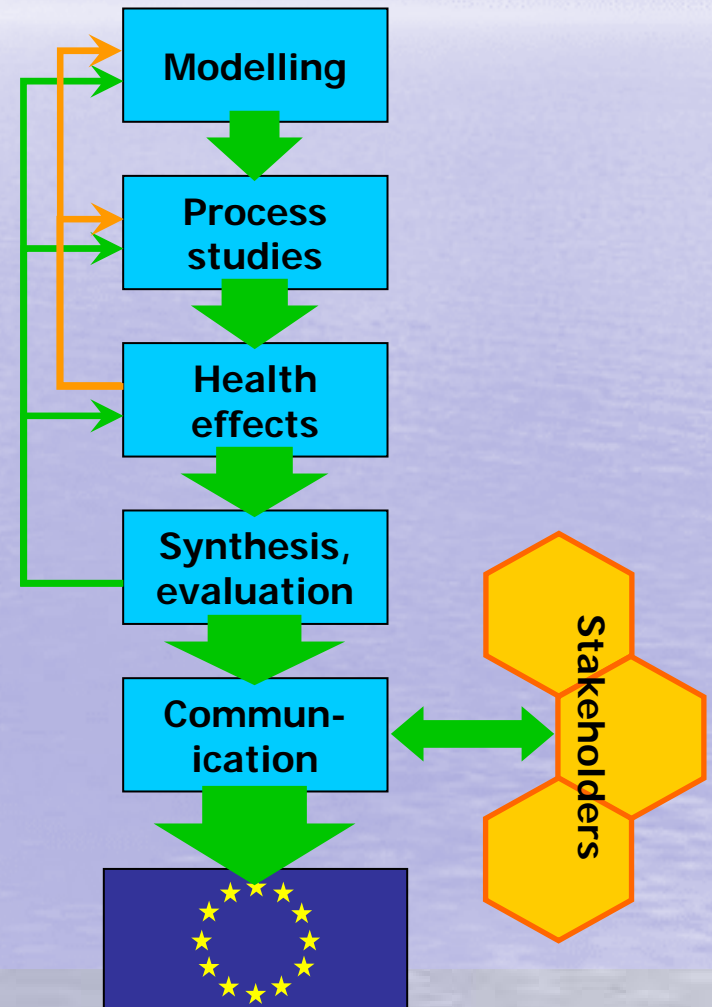 Modelling
Process
studies
Health
effects
Synthesis,
evaluation
Commun-
ication
Stakeholders